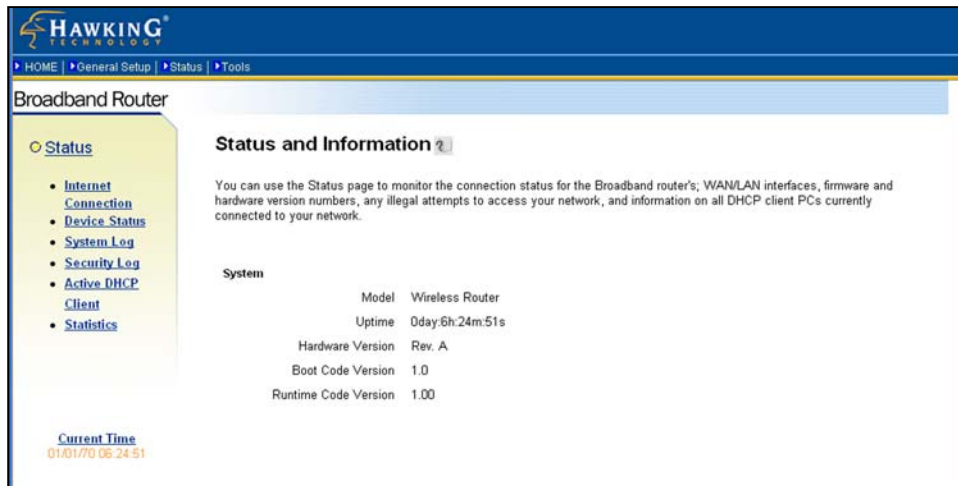 HAWKING®
TECHNOLOGY
HOME | General Setup | Status | Tools
Broadband Router
Status
Internet
Connection
Device Status
System Log
Security Log
Active DHCP
Client
Statistics
Current Time
01/01/70 06:24:51
Status and Information ?
You can use the Status page to monitor the connection status for the Broadband router's; WAN/LAN interfaces, firmware and
hardware version numbers, any illegal attempts to access your network, and information on all DHCP client PCs currently
connected to your network.
System
Model Wireless Router
Uptime 0day:6h:24m:51s
Hardware Version Rev. A
Boot Code Version 1.0
Runtime Code Version 1.00